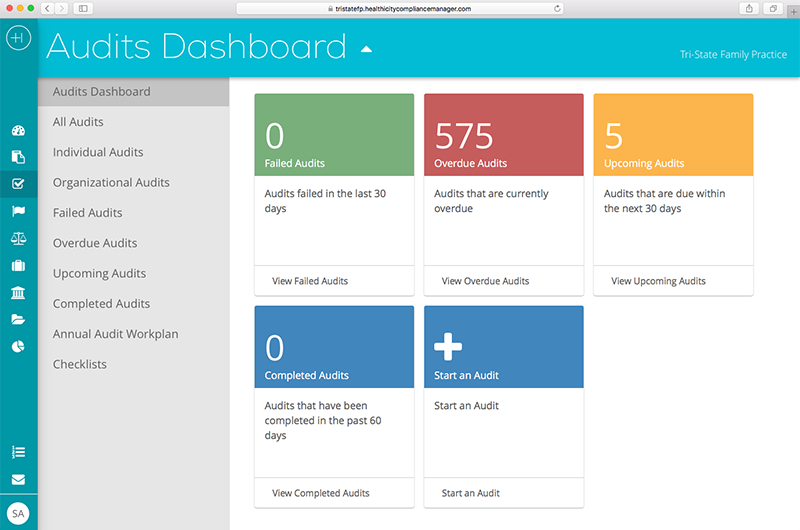 tristatefp.healthicitycompliancemanager.com
H
Audits Dashboard
Tri-State Family Practice
Audits Dashboard
All Audits
Individual Audits
Organizational Audits
Failed Audits
Overdue Audits
Upcoming Audits
Completed Audits
Annual Audit Workplan
Checklists
SA
0
Failed Audits
Audits failed in the last 30
days
View Failed Audits
575
Overdue Audits
Audits that are currently
overdue
View Overdue Audits
5
Upcoming Audits
Audits that are due within
the next 30 days
View Upcoming Audits
0
Completed Audits
Audits that have been
completed in the past 60
days
View Completed Audits
Start an Audit
Start an Audit
Start an Audit